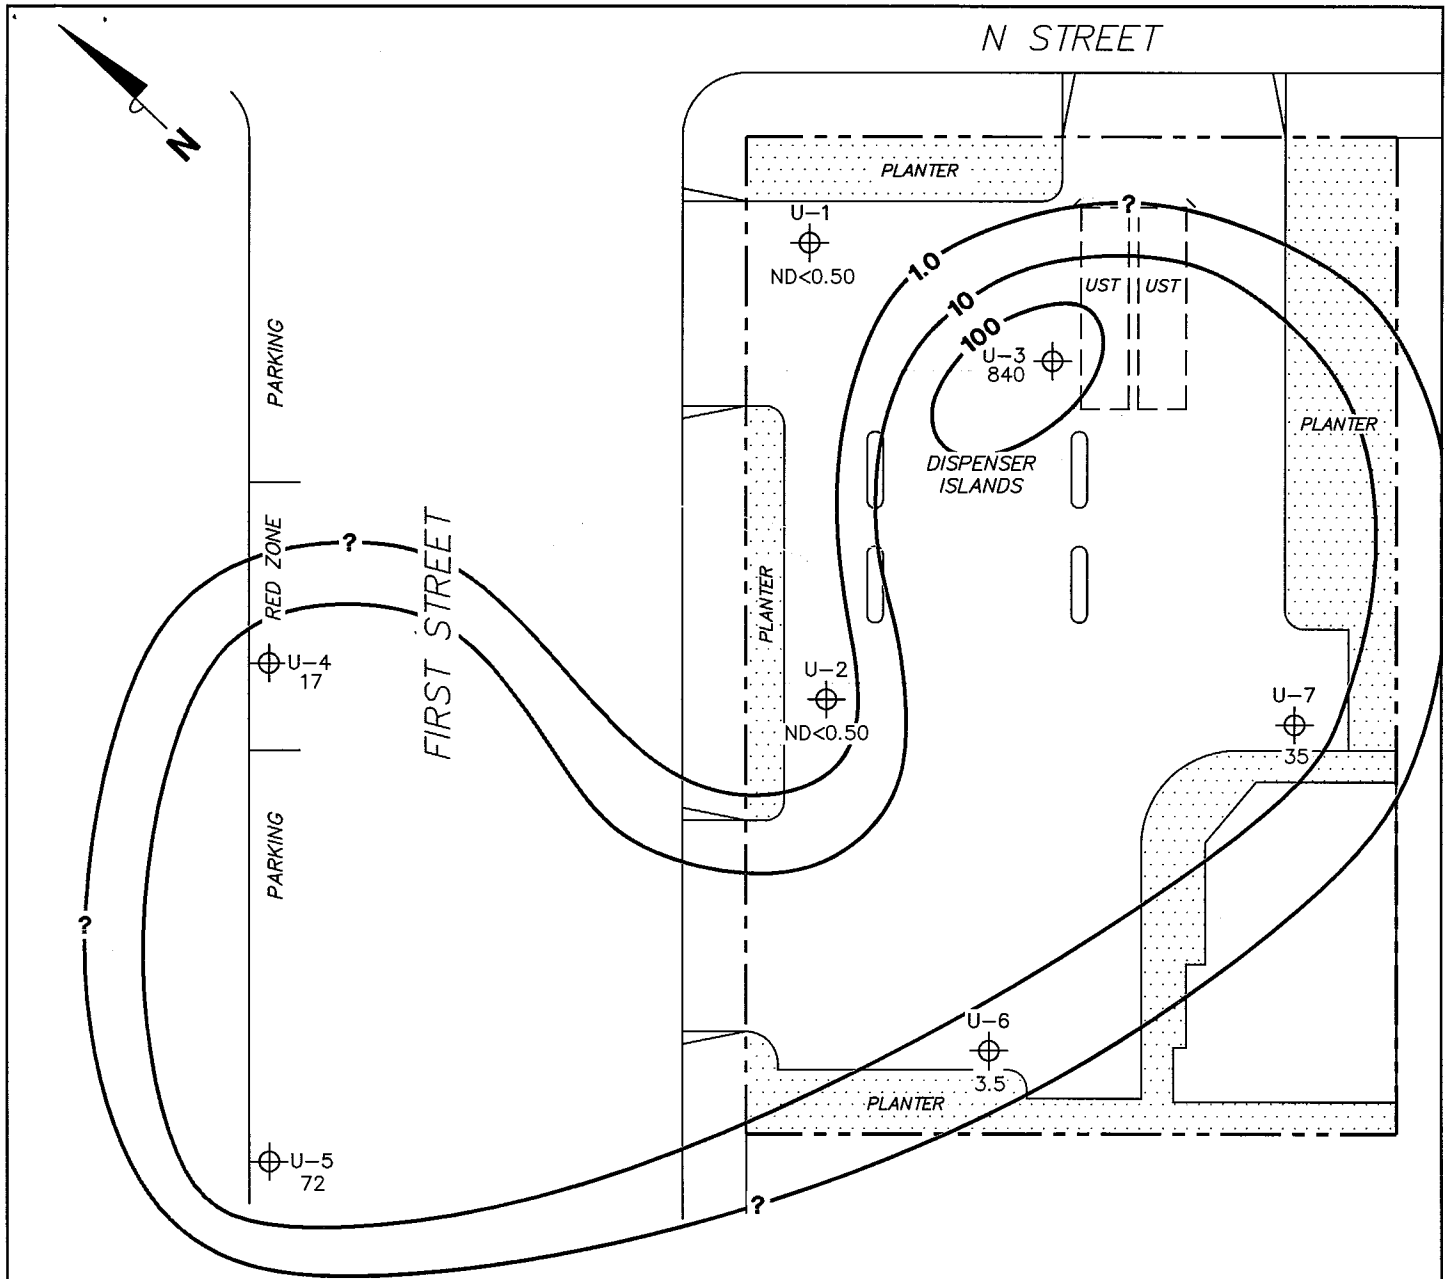 N STREET
N
PLANTER
U-1
ND<0.50
?
1.0
10
100
UST
UST
U-3
840
PARKING
PLANTER
DISPENSER
ISLANDS
RED ZONE
FIRST STREET
?
PLANTER
U-4
17
U-2
ND<0.50
U-7
35
PARKING
?
U-6
3.5
PLANTER
U-5
72
?